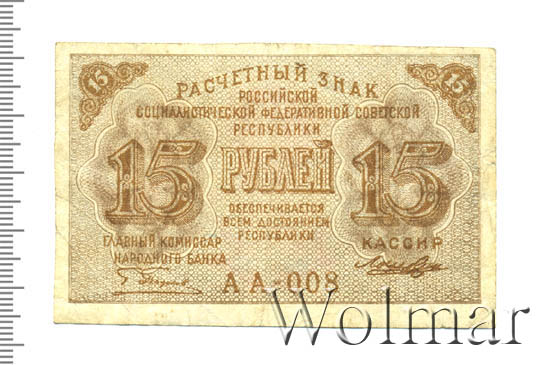 15 15
РАСЧЕТНЫЙ ЗНАК
РОССИЙСКОЙ
СОЦИАЛИСТИЧЕСКОЙ ФЕДЕРАТИВНОЙ СОВЕТСКОЙ
РЕСПУБЛИКИ
15 РУБЛЕЙ 15
ОБЕСПЕЧИВАЕТСЯ
ВСЕМ ДОСТОЯНИЕМ
РЕСПУБЛИКИ
ГЛАВНЫЙ КОМИССАР
НАРОДНОГО БАНКА
КАССИР
АА-008
Wolmar